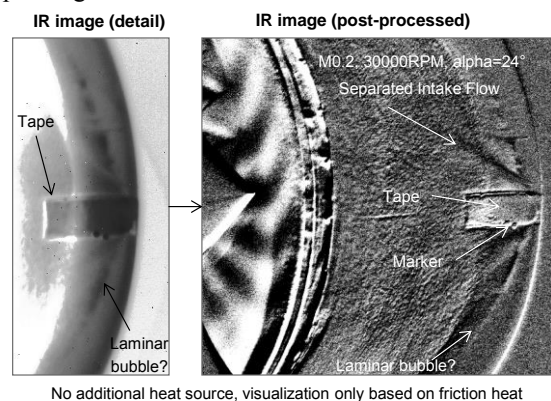 IR image (detail)
IR image (post-processed)
Tape
Laminar
bubble?
M0.2, 30000RPM, alpha=24°
Separated Intake Flow
Tape
Marker
Laminar bubble?
No additional heat source, visualization only based on friction heat